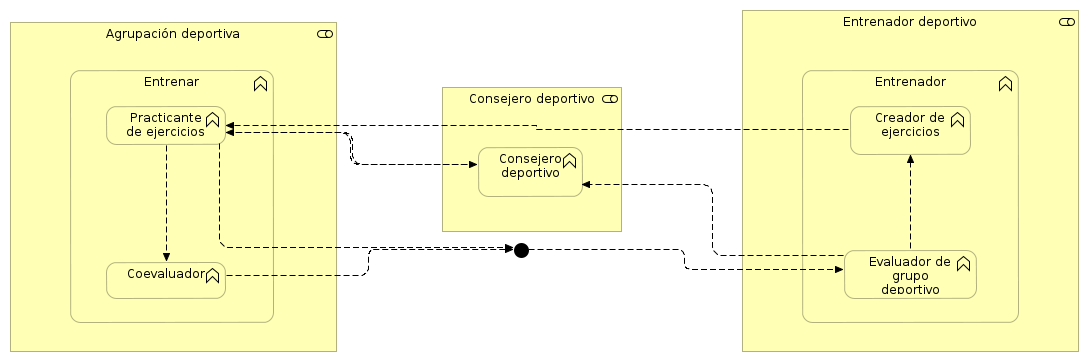 Agrupación deportiva
Entrenar
Practicante
de ejercicios
Coevaluador
Consejero deportivo
Consejero
deportivo
Entrenador deportivo
Entrenador
Creador de
ejercicios
Evaluador de
grupo
deportivo